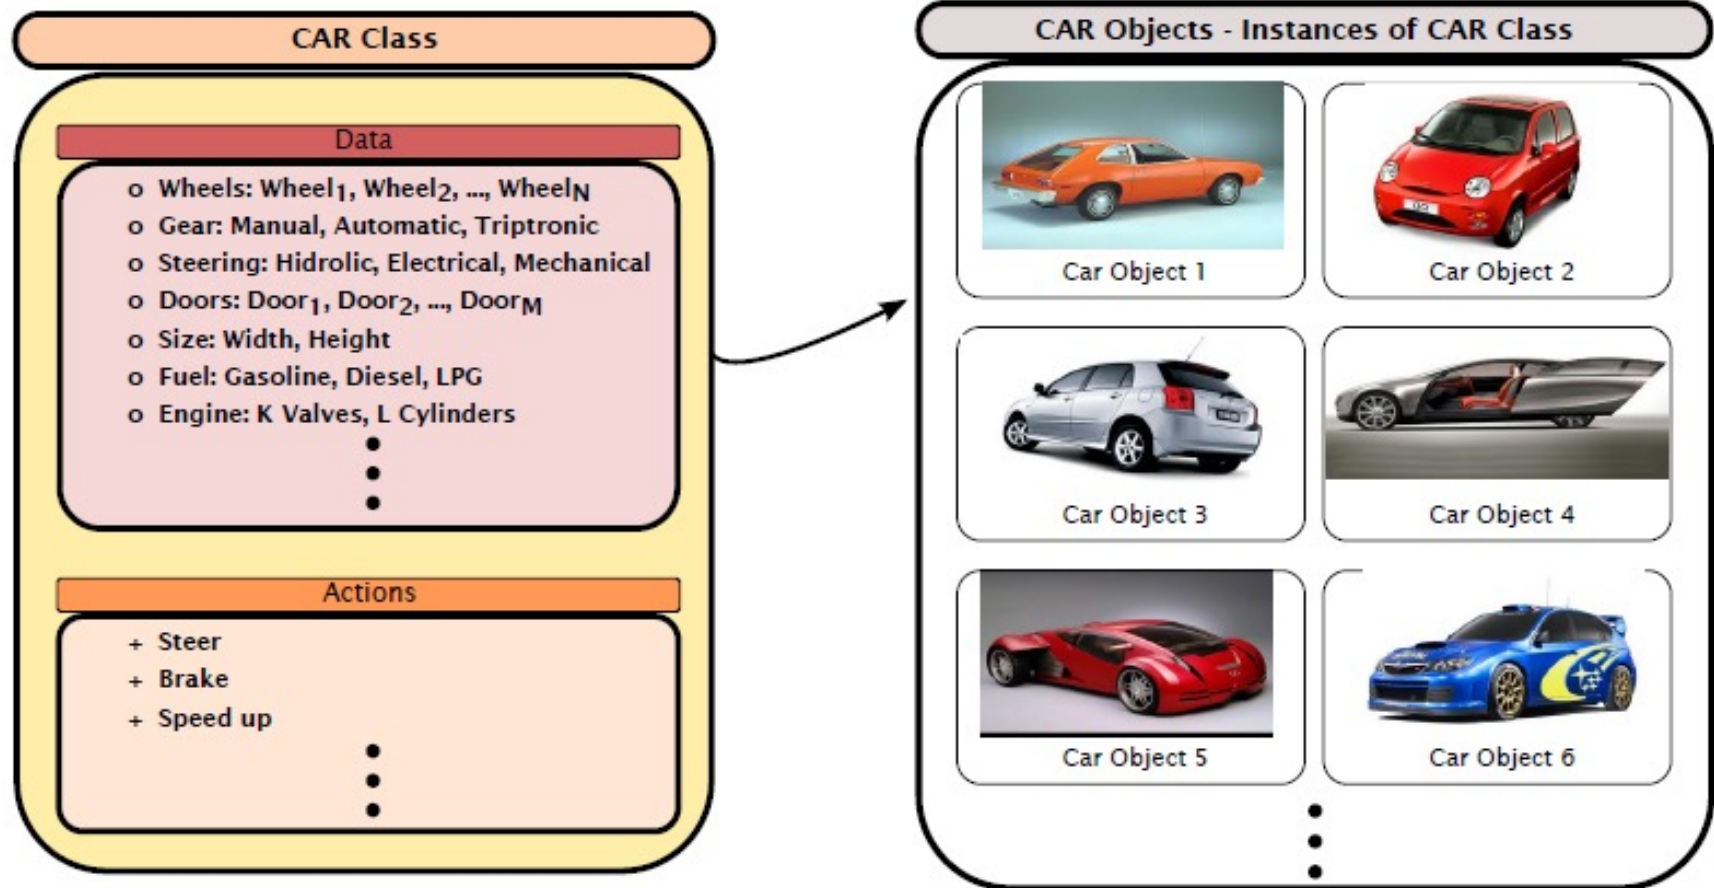 CAR Class
Data
o Wheels: Wheel1, Wheel2, ..., WheelN
o Gear: Manual, Automatic, Triptronic
o Steering: Hidrolic, Electrical, Mechanical
o Doors: Door1, Door2, ..., DoorM
o Size: Width, Height
o Fuel: Gasoline, Diesel, LPG
o Engine: K Valves, L Cylinders
Actions
+ Steer
+ Brake
+ Speed up
CAR Objects - Instances of CAR Class
Car Object 1
Car Object 2
Car Object 3
Car Object 4
Car Object 5
Car Object 6